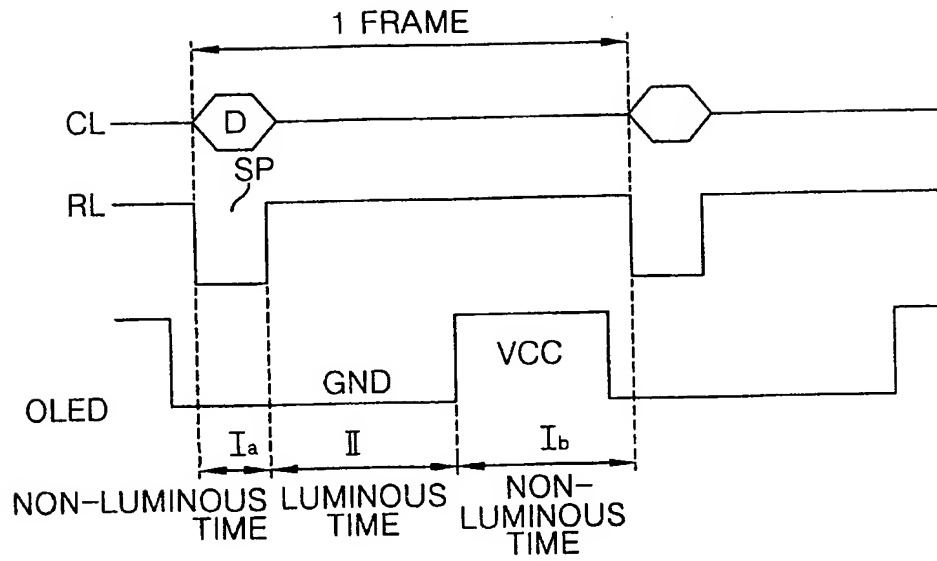 1 FRAME
CL
D
SP
RL
VCC
GND
OLED
Ia
II
Ib
NON-LUMINOUS
TIME
LUMINOUS
TIME
NON-
LUMINOUS
TIME